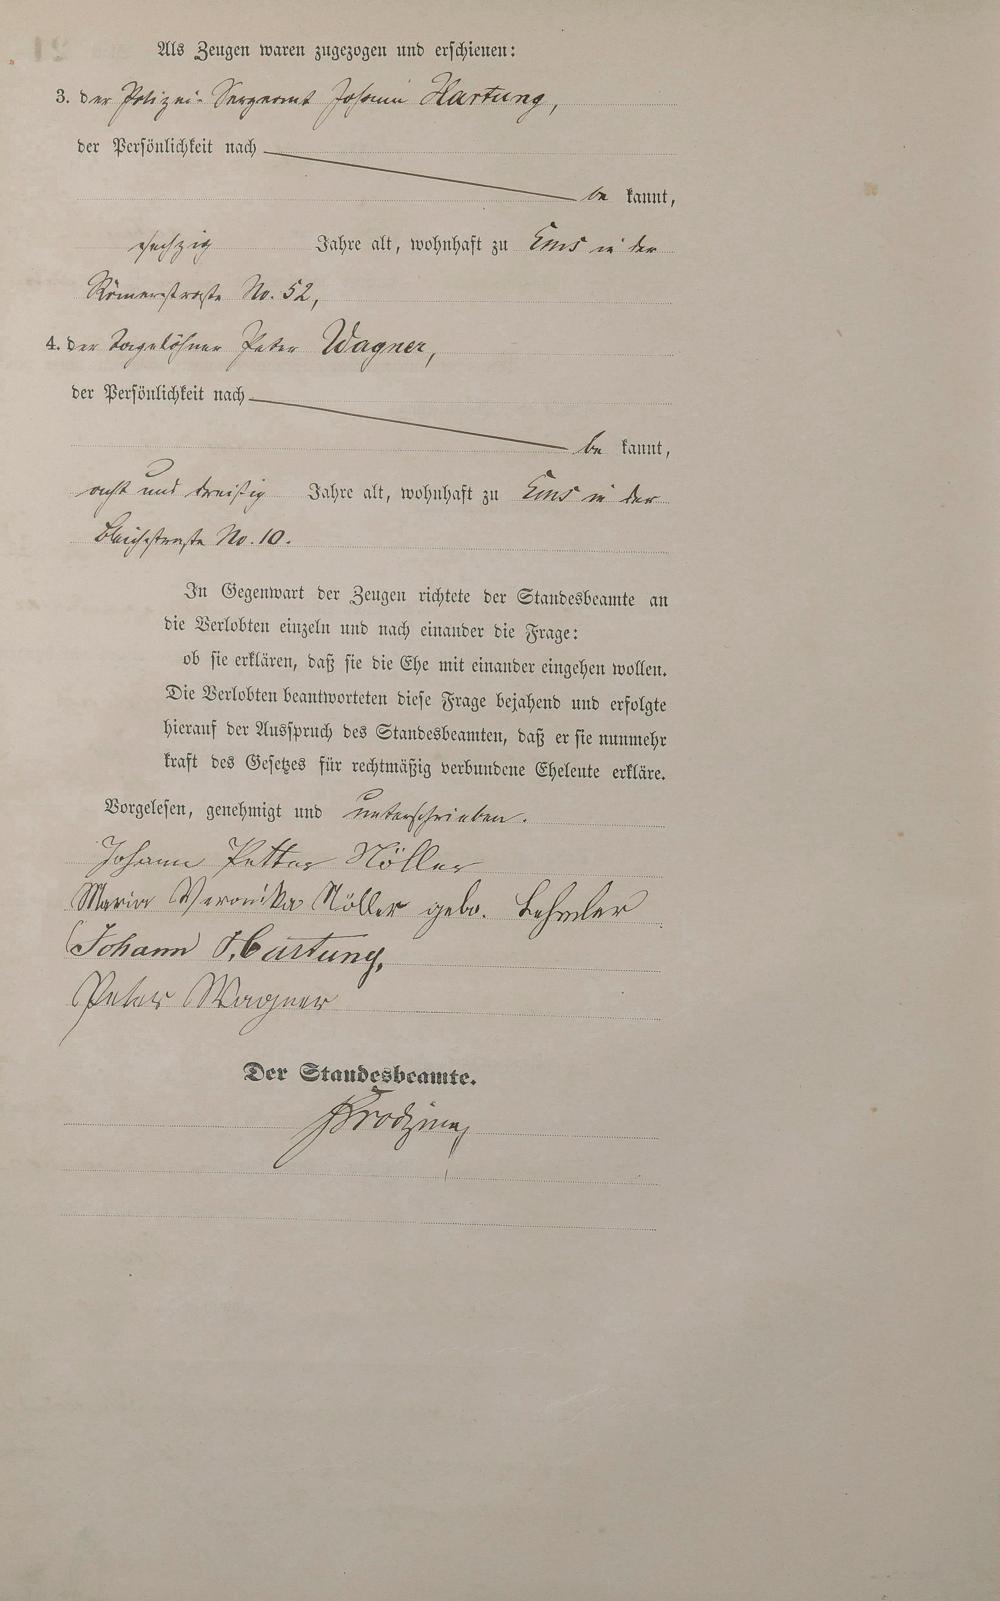 Als Zeugen waren zugezogen und erschienen:
3. der Polizei-Sergeant Johann Hartung,
der Persönlichkeit nach
be kannt,
sechzig Jahre alt, wohnhaft zu Ems in der
Römerstraße No. 52,
4. der Tagelöhner Peter Wagner,
der Persönlichkeit nach
be kannt,
acht und dreißig Jahre alt, wohnhaft zu Ems in der
Bleichstraße No. 10.
In Gegenwart der Zeugen richtete der Standesbeamte an
die Verlobten einzeln und nach einander die Frage:
ob sie erklären, daß sie die Ehe mit einander eingehen wollen.
Die Verlobten beantworteten diese Frage bejahend und erfolgte
hierauf der Ausspruch des Standesbeamten, daß er sie nunmehr
kraft des Gesetzes für rechtmäßig verbundene Eheleute erkläre.
Vorgelesen, genehmigt und unterschrieben.
Johann Petter Nöller
Maria Veronika Nöller gebo.
Johann Hartung,
Peter Wagner
Der Standesbeamte.